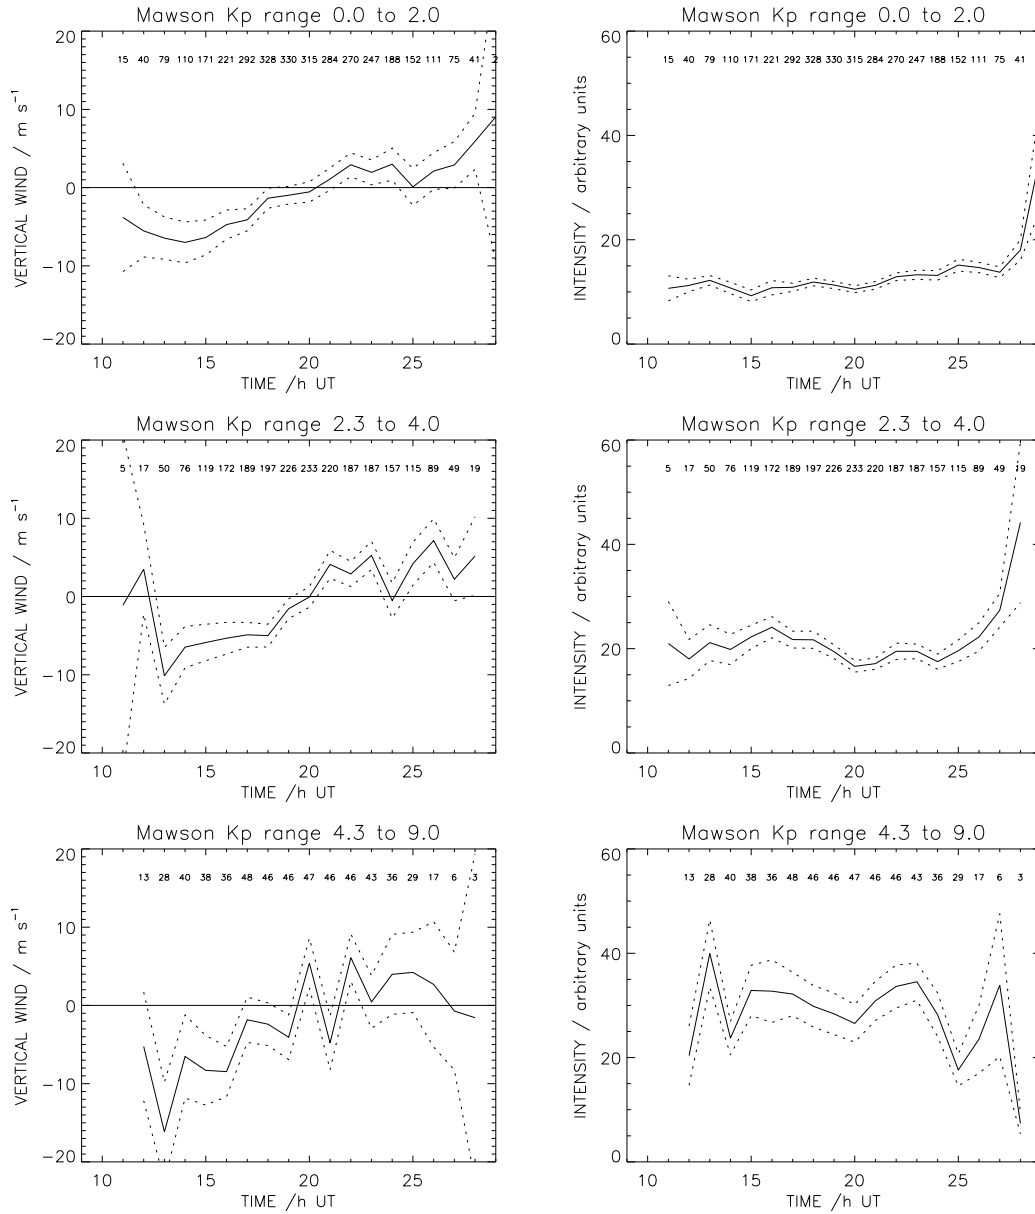 Mawson Kp range 0.0 to 2.0
20
15 40 79 110 171 221 292 328 330 315 284 270 247 188 152 111 75 41 2
10
0
-10
-20
VERTICAL WIND / m s⁻¹
10 15 20 25
TIME /h UT
Mawson Kp range 0.0 to 2.0
60
15 40 79 110 171 221 292 328 330 315 284 270 247 188 152 111 75 41
40
20
0
INTENSITY / arbitrary units
10 15 20 25
TIME /h UT
Mawson Kp range 2.3 to 4.0
20
5 17 50 76 119 172 189 197 226 233 220 187 187 157 115 89 49 19
10
0
-10
-20
VERTICAL WIND / m s⁻¹
10 15 20 25
TIME /h UT
Mawson Kp range 2.3 to 4.0
60
5 17 50 76 119 172 189 197 226 233 220 187 187 157 115 89 49 19
40
20
0
INTENSITY / arbitrary units
10 15 20 25
TIME /h UT
Mawson Kp range 4.3 to 9.0
20
13 28 40 38 36 48 46 46 47 46 46 43 36 29 17 6 3
10
0
-10
-20
VERTICAL WIND / m s⁻¹
10 15 20 25
TIME /h UT
Mawson Kp range 4.3 to 9.0
60
13 28 40 38 36 48 46 46 47 46 46 43 36 29 17 6 3
40
20
0
INTENSITY / arbitrary units
10 15 20 25
TIME /h UT